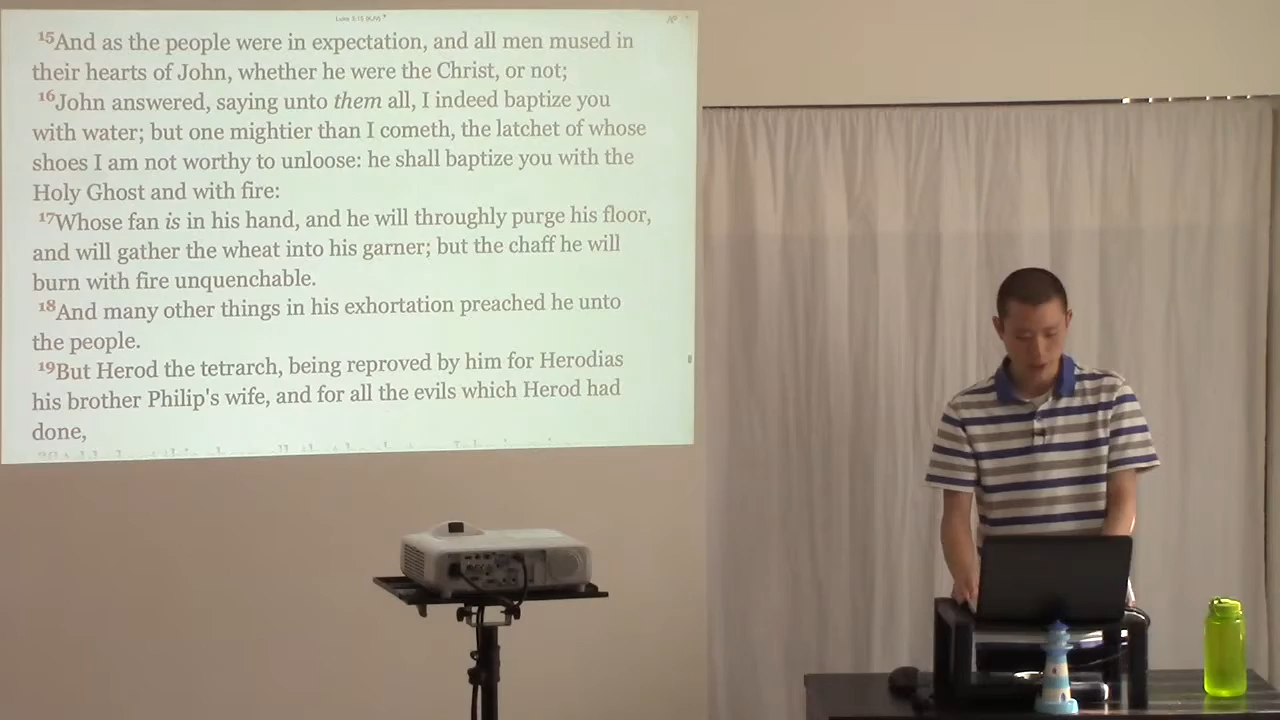 Luke 3:15 (KJV)
AP
15And as the people were in expectation, and all men mused in
their hearts of John, whether he were the Christ, or not;
16John answered, saying unto them all, I indeed baptize you
with water; but one mightier than I cometh, the latchet of whose
shoes I am not worthy to unloose: he shall baptize you with the
Holy Ghost and with fire:
17Whose fan is in his hand, and he will throughly purge his floor,
and will gather the wheat into his garner; but the chaff he will
burn with fire unquenchable.
18And many other things in his exhortation preached he unto
the people.
19But Herod the tetrarch, being reproved by him for Herodias
his brother Philip's wife, and for all the evils which Herod had
done,